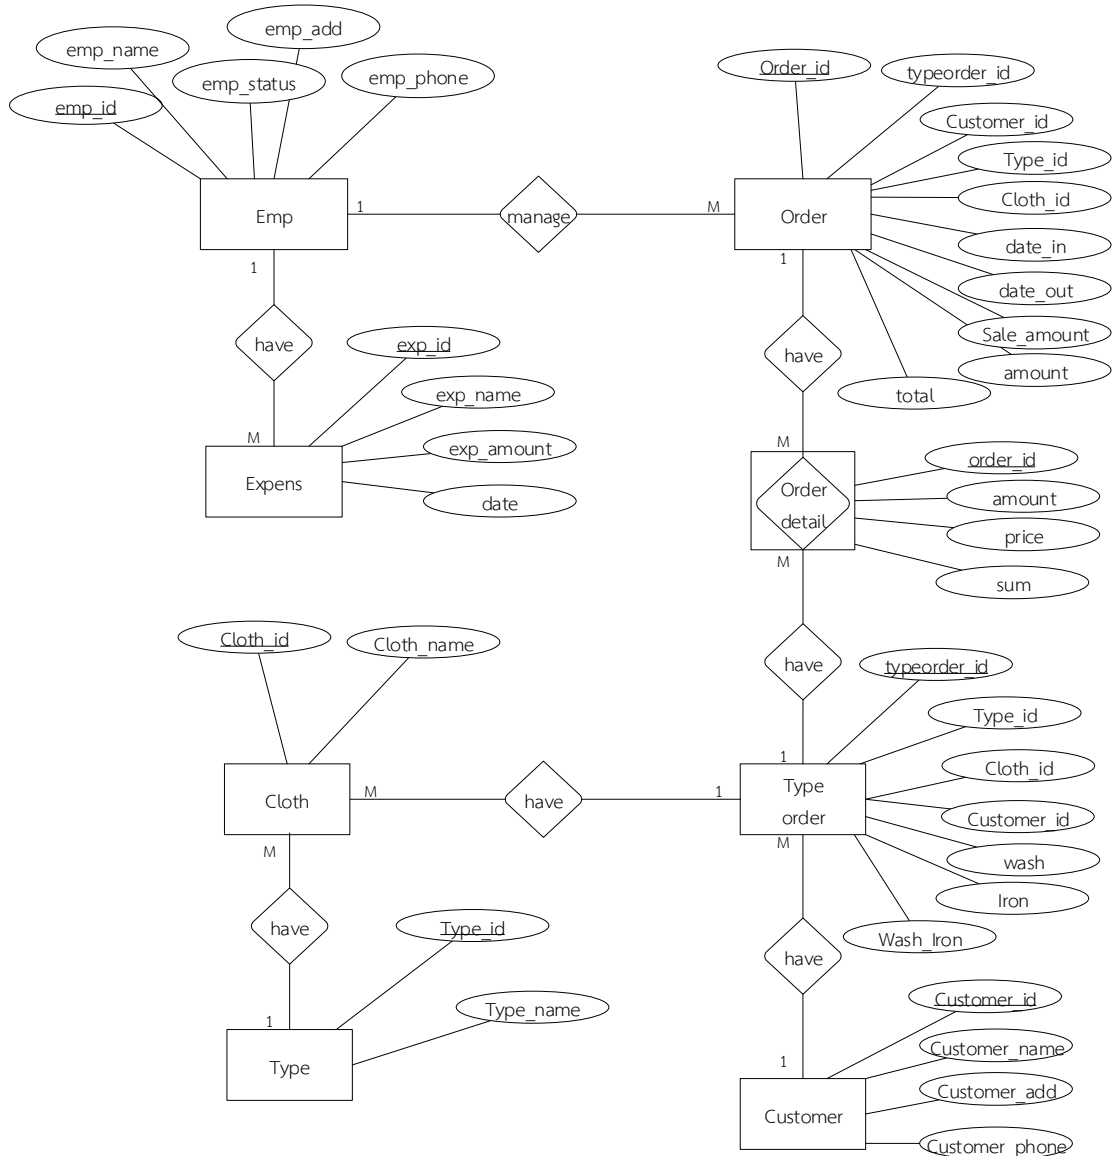 emp_add
emp_name
emp_status
emp_phone
emp_id
Order_id
typeorder_id
Customer_id
Type_id
Cloth_id
date_in
date_out
Sale_amount
amount
total
Emp
1
manage
M
Order
1
1
have
have
exp_id
exp_name
exp_amount
date
M
Expens
M
Order
detail
order_id
amount
price
sum
M
have
Cloth_id
Cloth_name
typeorder_id
Type_id
Cloth_id
Customer_id
wash
Iron
Wash_Iron
1
Cloth
M
have
1
Type
order
M
M
have
have
Type_id
Type_name
1
Type
Customer_id
Customer_name
Customer_add
Customer_phone
1
Customer